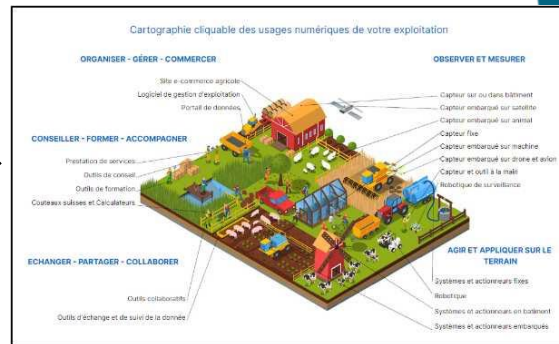 Cartographie cliquable des usages numériques de votre exploitation
ORGANISER - GÉRER - COMMERCER
Site e-commerce agricole
Logiciel de gestion d'exploitation
Portail de données
CONSEILLER - FORMER - ACCOMPAGNER
Prestation de services
Outils de conseil
Outils de formation
Couteaux suisses et Calculateurs
ECHANGER - PARTAGER - COLLABORER
Outils collaboratifs
Outils d'échange et de suivi de la donnée
OBSERVER ET MESURER
Capteur sur ou dans bâtiment
Capteur embarqué sur satellite
Capteur embarqué sur animal
Capteur fixe
Capteur embarqué sur machine
Capteur embarqué sur drone et avion
Capteur et outil à la main
Robotique de surveillance
AGIR ET APPLIQUER SUR LE
TERRAIN
Systèmes et actionneurs fixes
Robotique
Systèmes et actionneurs en batiment
Systèmes et actionneurs embarqués